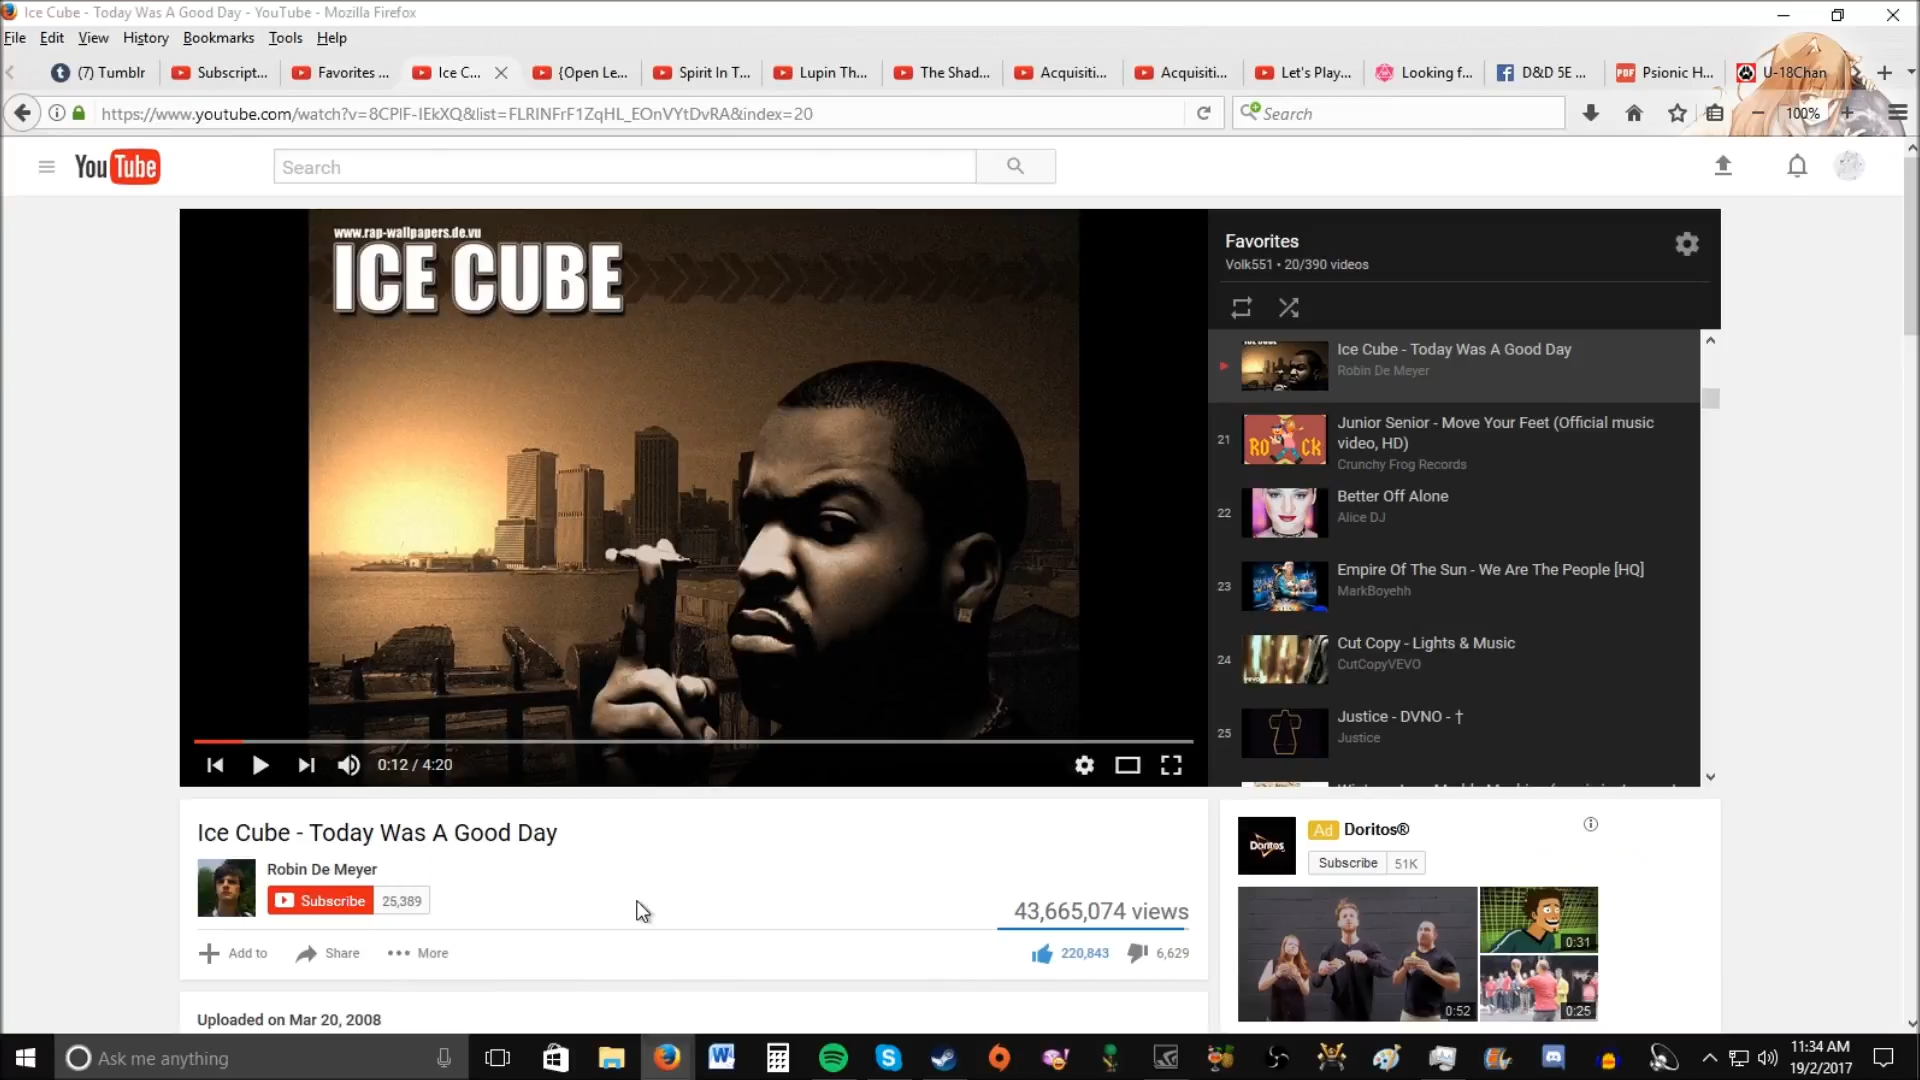 Ice Cube - Today Was A Good Day - YouTube - Mozilla Firefox
File Edit View History Bookmarks Tools Help
(7) Tumblr Subscript... Favorites ... Ice C... {Open Le... Spirit In T... Lupin Th... The Shad... Acquisiti... Acquisiti... Let's Play... Looking f... D&D 5E ... PDF Psionic H... U-18Chan
https://www.youtube.com/watch?v=8CPlF-IEkXQ&list=FLRlNFrF1ZqHL_EOnVYtDvRA&index=20
Search
100%
YouTube
Search
www.rap-wallpapers.de.vu
ICE CUBE
0:12 / 4:20
Favorites
Volk551 • 20/390 videos
Ice Cube - Today Was A Good Day
Robin De Meyer
21
ROCK
Junior Senior - Move Your Feet (Official music
video, HD)
Crunchy Frog Records
22
Better Off Alone
Alice DJ
23
Empire Of The Sun - We Are The People [HQ]
MarkBoyehh
24
Cut Copy - Lights & Music
CutCopyVEVO
25
Justice - DVNO - †
Justice
Ice Cube - Today Was A Good Day
Robin De Meyer
Subscribe 25,389
43,665,074 views
Add to Share More
220,843 6,629
Uploaded on Mar 20, 2008
Doritos
Ad Doritos®
Subscribe 51K
0:52
0:31
0:25
Ask me anything
11:34 AM
19/2/2017